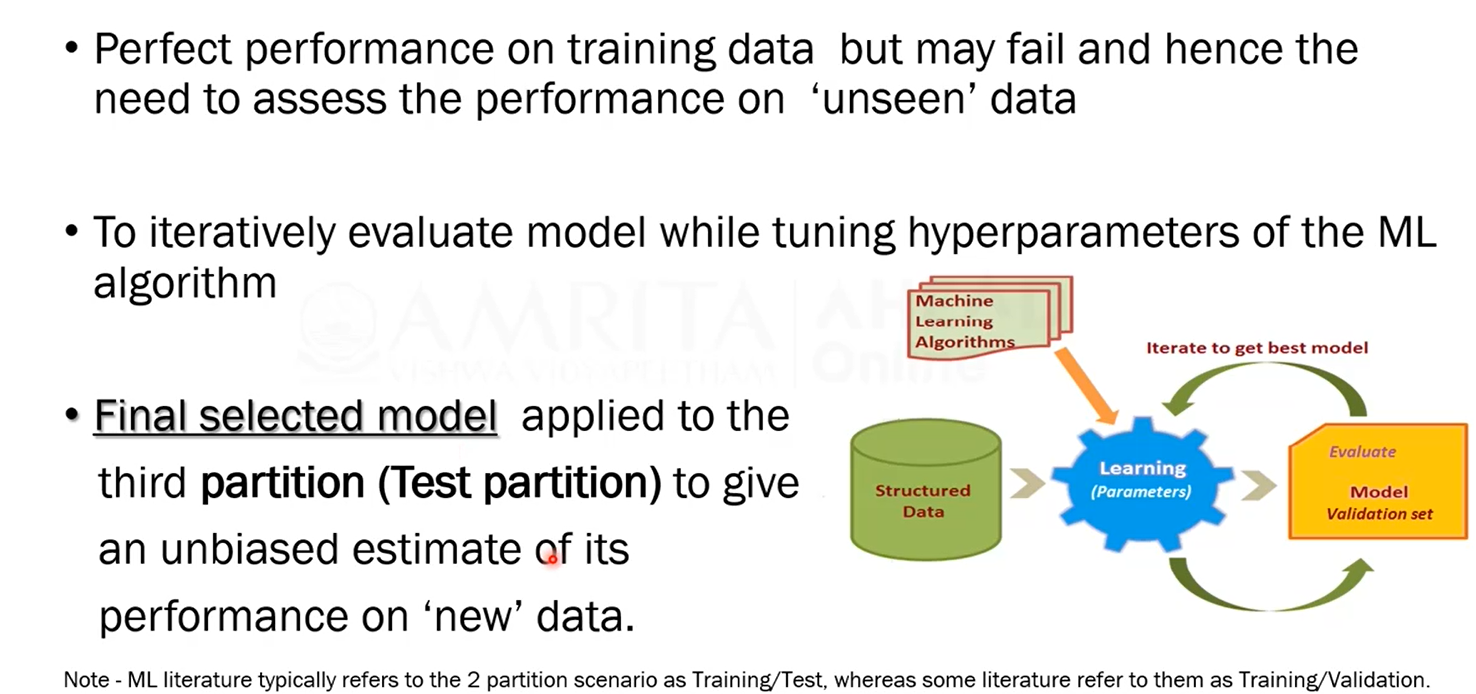 • Perfect performance on training data but may fail and hence the
need to assess the performance on ‘unseen’ data
• To iteratively evaluate model while tuning hyperparameters of the ML
algorithm
• Final selected model applied to the
third partition (Test partition) to give
an unbiased estimate of its
performance on ‘new’ data.
Machine
Learning
Algorithms
Iterate to get best model
Structured
Data
Learning
(Parameters)
Evaluate
Model
Validation set
AMRITA
VISHWA VIDYAPEETHAM
Online
Note - ML literature typically refers to the 2 partition scenario as Training/Test, whereas some literature refer to them as Training/Validation.